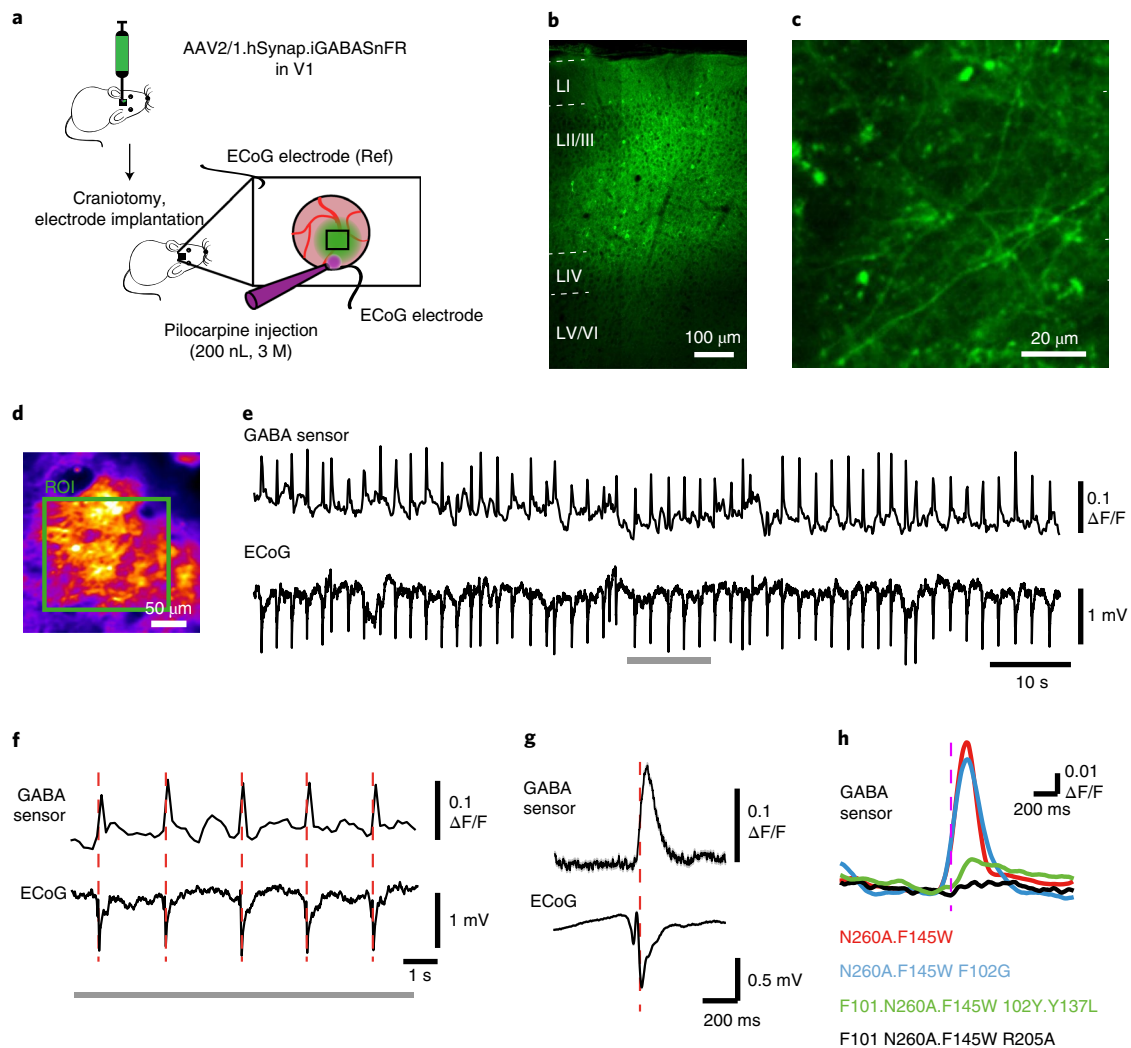 a
AAV2/1.hSynap.iGABASnFR
in V1
ECoG electrode (Ref)
Craniotomy,
electrode implantation
ECoG electrode
Pilocarpine injection
(200 nL, 3 M)
b
LI
LII/III
LIV
LV/VI
100 μm
c
20 μm
d
ROI
50 μm
e
GABA sensor
0.1
ΔF/F
ECoG
1 mV
10 s
f
GABA
sensor
0.1
ΔF/F
ECoG
1 mV
1 s
g
GABA
sensor
0.1
ΔF/F
ECoG
0.5 mV
200 ms
h
GABA
sensor
0.01
ΔF/F
200 ms
N260A.F145W
N260A.F145W F102G
F101.N260A.F145W 102Y.Y137L
F101 N260A.F145W R205A